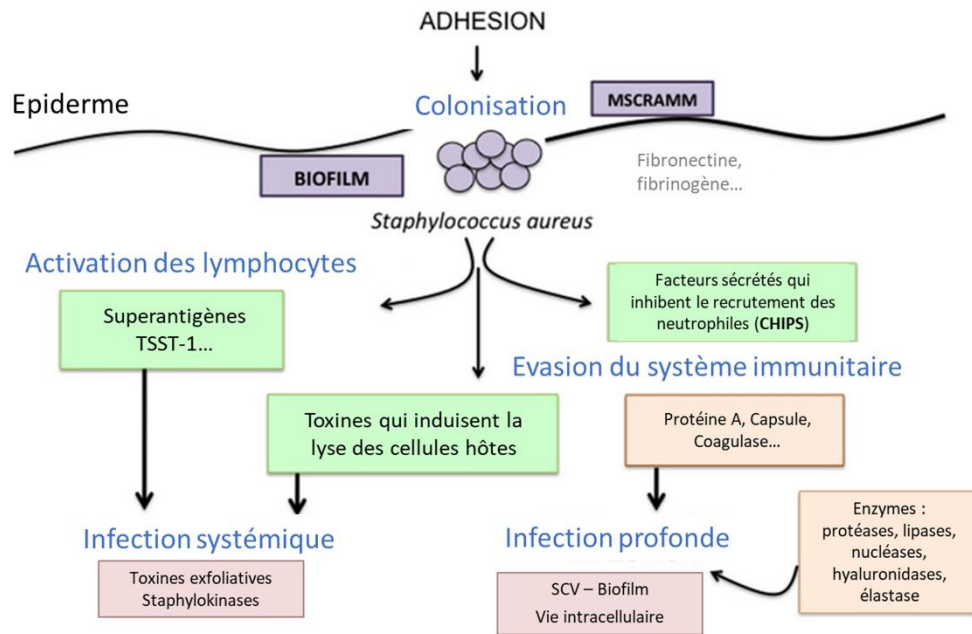 ADHESION
Epiderme
Colonisation
MSCRAMM
BIOFILM
Fibronectine,
fibrinogène...
Staphylococcus aureus
Activation des lymphocytes
Superantigènes
TSST-1...
Facteurs sécrétés qui
inhibent le recrutement des
neutrophiles (CHIPS)
Evasion du système immunitaire
Toxines qui induisent la
lyse des cellules hôtes
Protéine A, Capsule,
Coagulase...
Infection systémique
Toxines exfoliatives
Staphylokinases
Infection profonde
SCV – Biofilm
Vie intracellulaire
Enzymes :
protéases, lipases,
nucléases,
hyaluronidases,
élastase